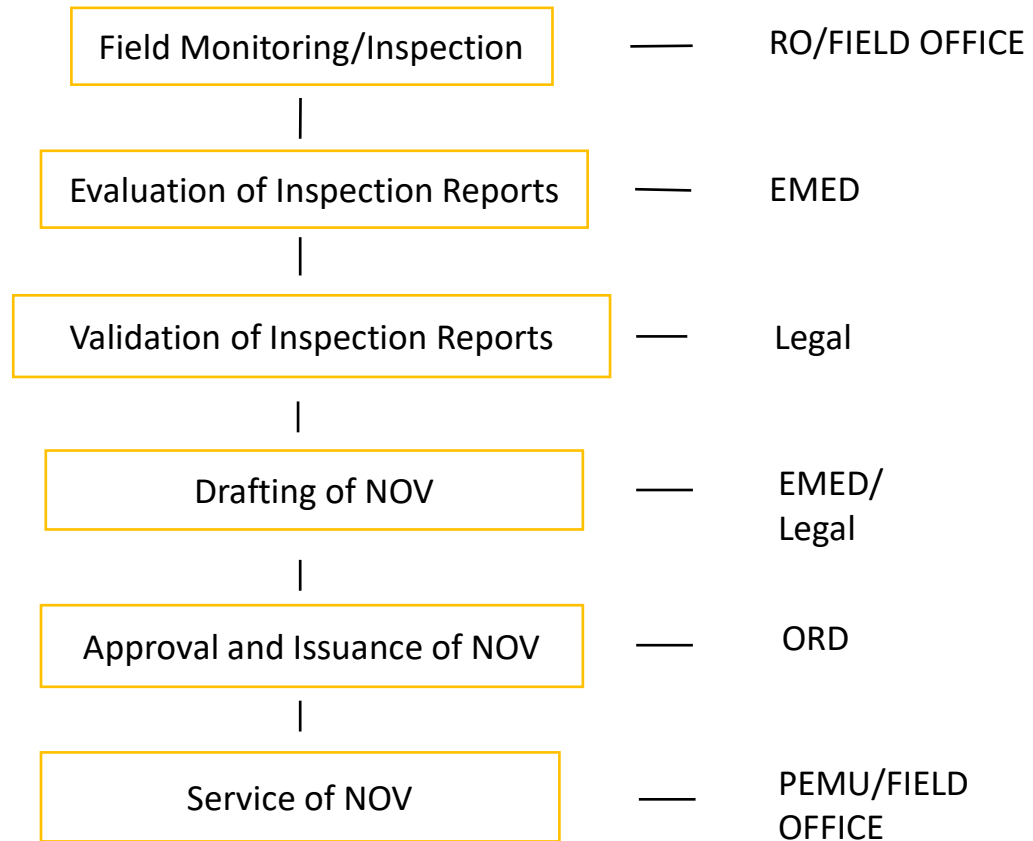 Field Monitoring/Inspection
RO/FIELD OFFICE
Evaluation of Inspection Reports
EMED
Validation of Inspection Reports
Legal
Drafting of NOV
EMED/
Legal
Approval and Issuance of NOV
ORD
Service of NOV
PEMU/FIELD
OFFICE